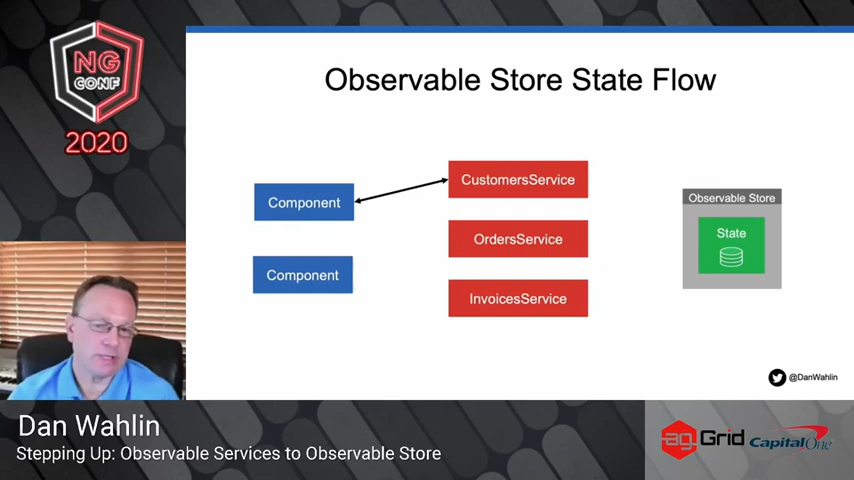 NG
CONF
2020
Observable Store State Flow
Component
Component
CustomersService
OrdersService
InvoicesService
Observable Store
State
@DanWahlin
Dan Wahlin
Stepping Up: Observable Services to Observable Store
ag Grid
Capital One